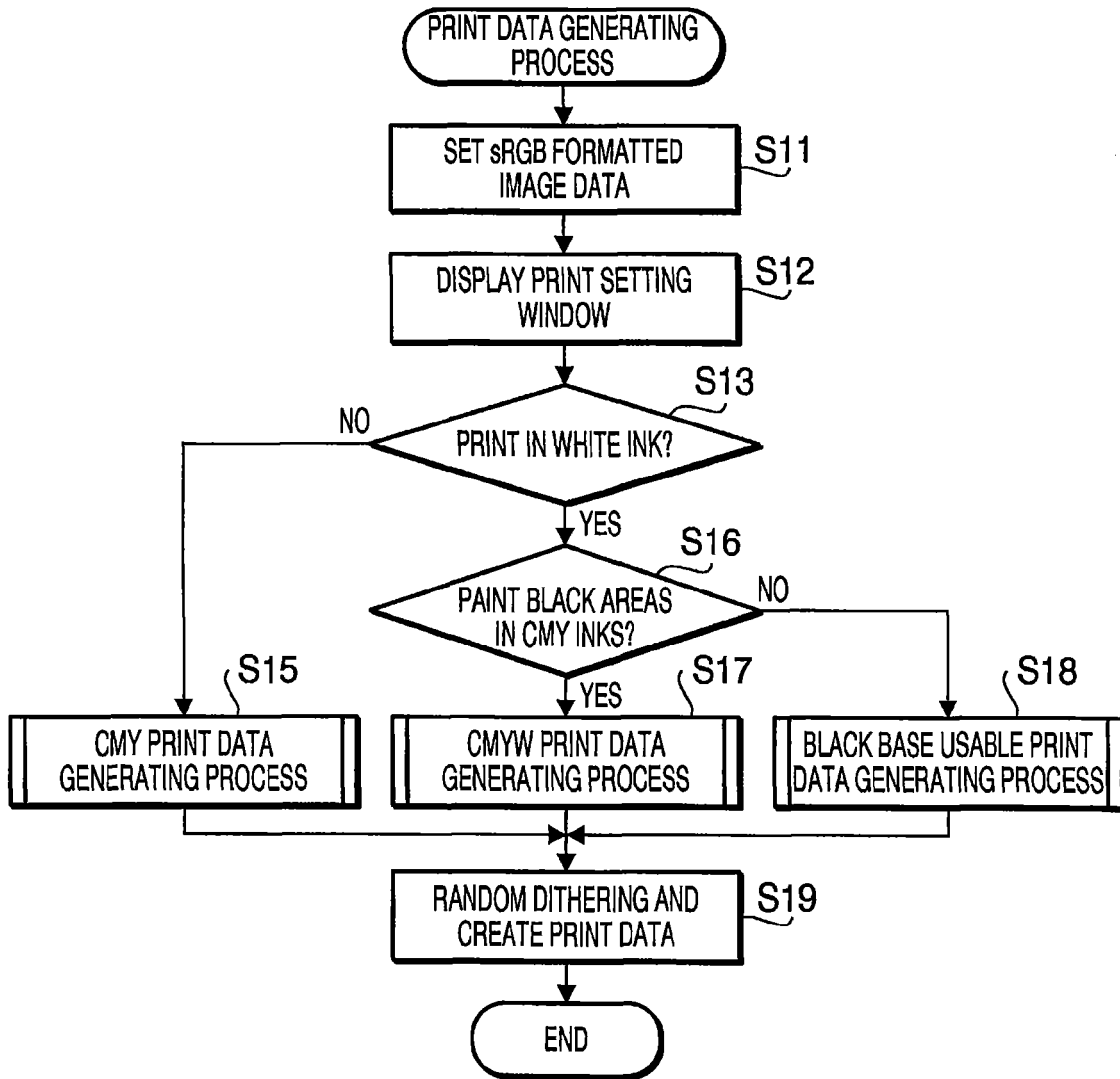 PRINT DATA GENERATING
PROCESS
SET sRGB FORMATTED
IMAGE DATA
S11
DISPLAY PRINT SETTING
WINDOW
S12
S13
NO
PRINT IN WHITE INK?
YES
S16
PAINT BLACK AREAS
IN CMY INKS?
NO
YES
S15
CMY PRINT DATA
GENERATING PROCESS
S17
CMYW PRINT DATA
GENERATING PROCESS
S18
BLACK BASE USABLE PRINT
DATA GENERATING PROCESS
RANDOM DITHERING AND
CREATE PRINT DATA
S19
END